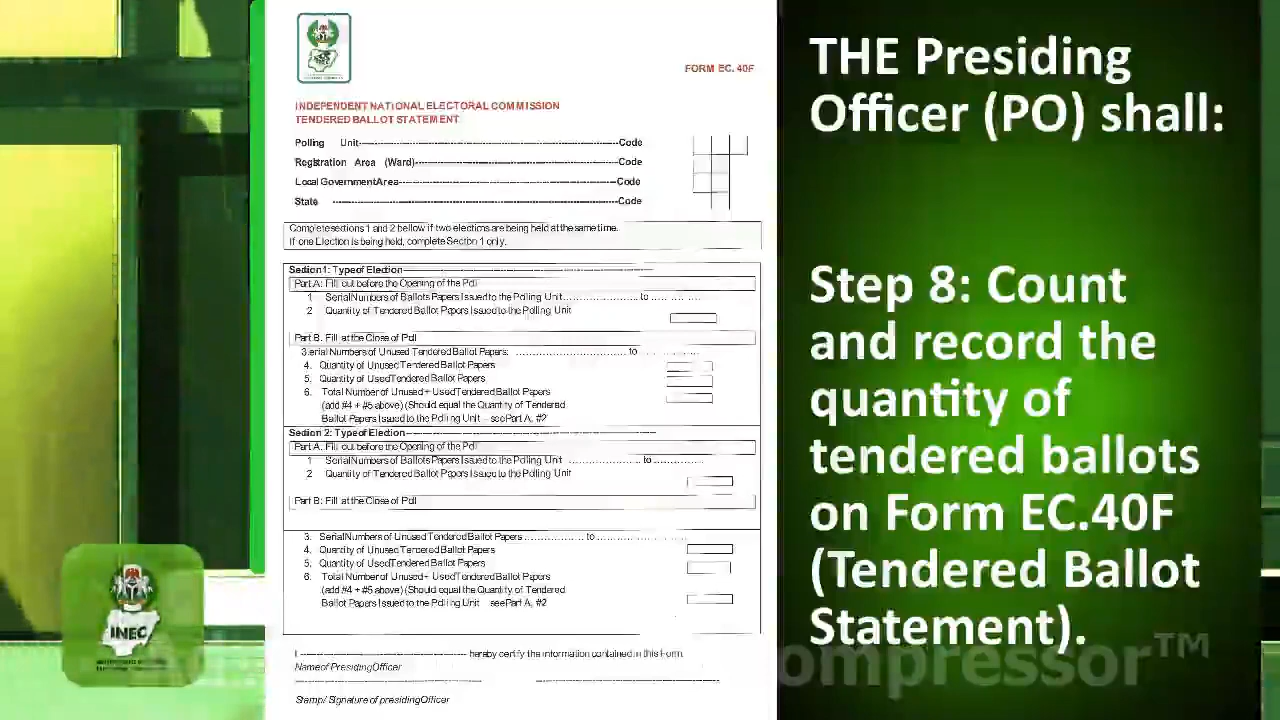 FORM EC. 40F
INDEPENDENT NATIONAL ELECTORAL COMMISSION
TENDERED BALLOT STATEMENT
Polling Unit---Code
Registration Area (Ward)---Code
Local Government Area---Code
State ---Code
Complete sections 1 and 2 bellow if two elections are being held at the same time.
If one Election is being held, complete Section 1 only.
Section 1: Type of Election---
Part A: Fill out before the Opening of the Poll
1 Serial Numbers of Ballots Papers Issued to the Polling Unit........to........
2 Quantity of Tendered Ballot Papers Issued to the Polling Unit
Part B. Fill at the Close of Poll
3.erial Numbers of Unused Tendered Ballot Papers: ........to........
4. Quantity of Unused Tendered Ballot Papers
5. Quantity of Used Tendered Ballot Papers
6. Total Number of Unused + Used Tendered Ballot Papers
(add #4 + #5 above) (Should equal the Quantity of Tendered
Ballot Papers Issued to the Polling Unit – see Part A, #2
Section 2: Type of Election---
Part A. Fill out before the Opening of the Poll
1 Serial Numbers of Ballots Papers Issued to the Polling Unit ........to........
2 Quantity of Tendered Ballot Papers Issued to the Polling Unit
Part B: Fill at the Close of Poll
3. Serial Numbers of Unused Tendered Ballot Papers ........to........
4. Quantity of Unused Tendered Ballot Papers
5. Quantity of Used Tendered Ballot Papers
6. Total Number of Unused + Used Tendered Ballot Papers
(add #4 + #5 above) (Should equal the Quantity of Tendered
Ballot Papers Issued to the Polling Unit see Part A, #2
I --- hereby certify the information contained in this Form.
Name of Presiding Officer
Stamp/ Signature of presiding Officer
THE Presiding
Officer (PO) shall:
Step 8: Count
and record the
quantity of
tendered ballots
on Form EC.40F
(Tendered Ballot
Statement).
INEC
ompressor™